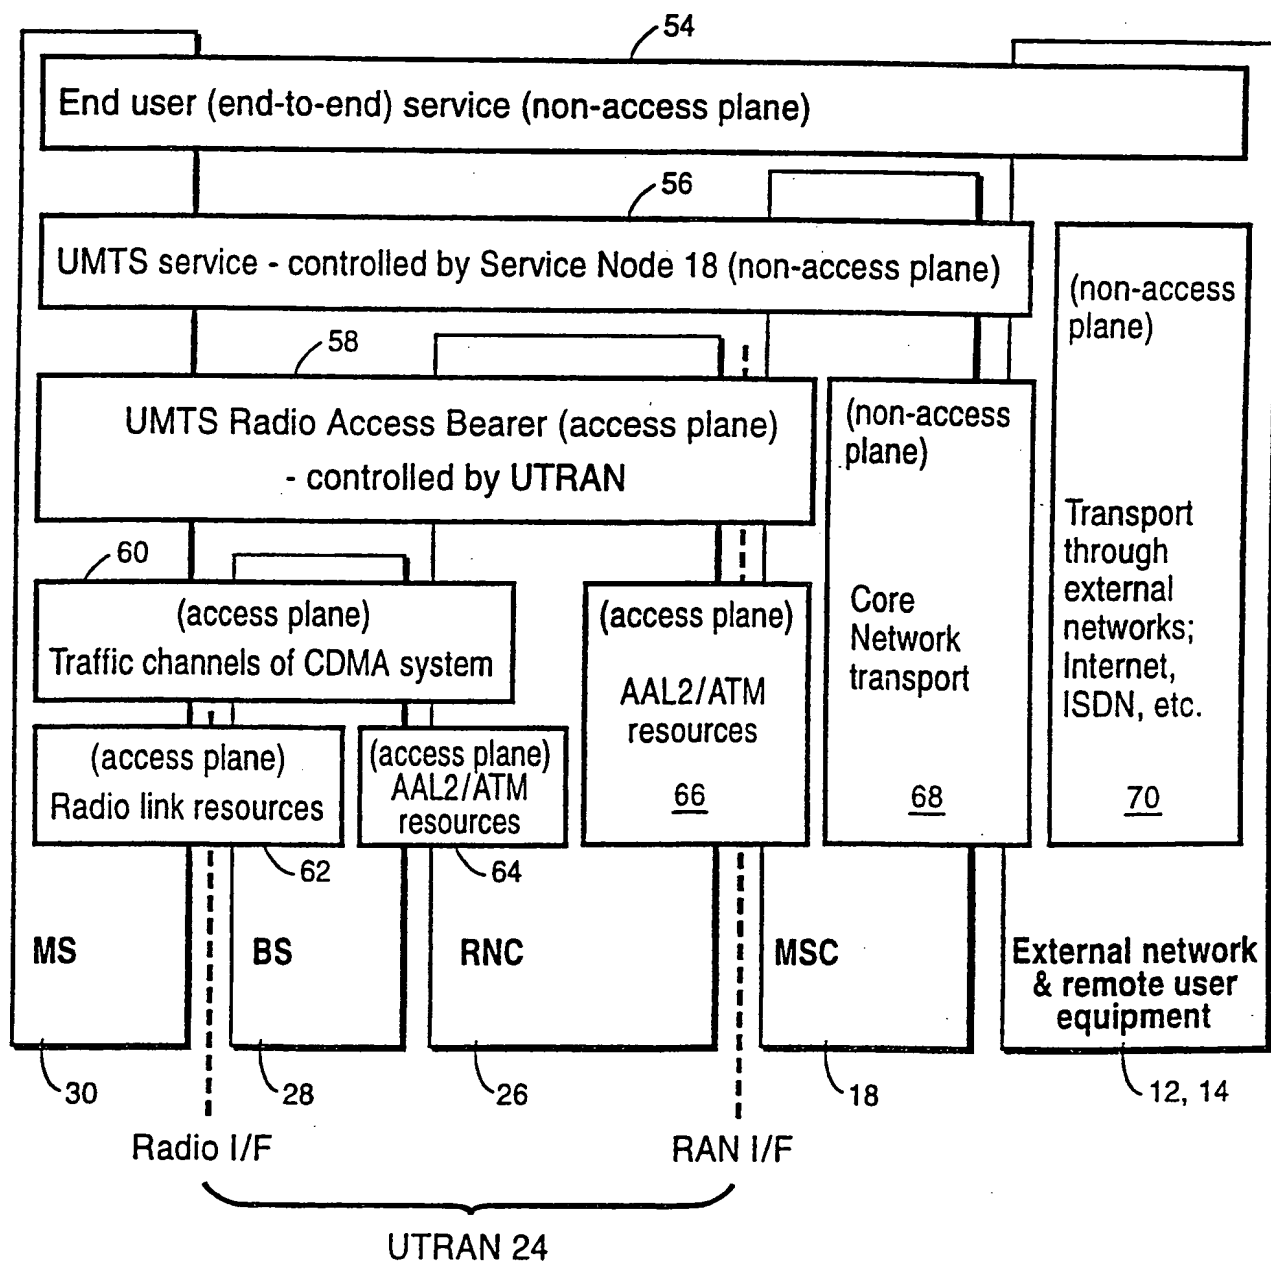 54
End user (end-to-end) service (non-access plane)
56
UMTS service - controlled by Service Node 18 (non-access plane)
(non-access
plane)
58
UMTS Radio Access Bearer (access plane)
- controlled by UTRAN
(non-access
plane)
Transport
through
external
networks;
Internet,
ISDN, etc.
60
(access plane)
Traffic channels of CDMA system
(access plane)
AAL2/ATM
resources
Core
Network
transport
(access plane)
Radio link resources
(access plane)
AAL2/ATM
resources
66
68
70
62
64
MS
BS
RNC
MSC
External network
& remote user
equipment
30
28
26
18
12, 14
Radio I/F
RAN I/F
UTRAN 24